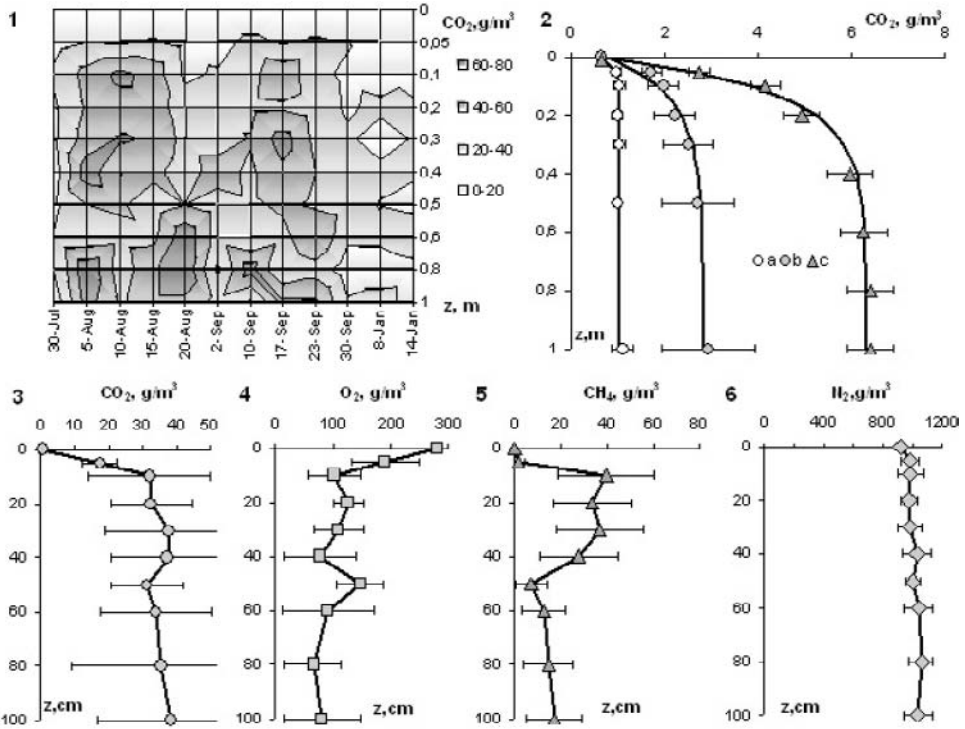 1
CO₂, g/m³
0
0,05
0,1
0,2
0,3
0,4
0,5
0,6
0,8
1
z, m
60-80
40-60
20-40
0-20
30-Jul
5-Aug
10-Aug
15-Aug
20-Aug
2-Sep
10-Sep
17-Sep
23-Sep
30-Sep
8-Jan
14-Jan
2
CO₂, g/m³
0 2 4 6 8
0
0,2
0,4
0,6
0,8
1
z,m
a b c
3
CO₂, g/m³
0 10 20 30 40 50
0
20
40
60
80
100
z,cm
4
O₂, g/m³
0 100 200 300
0
20
40
60
80
100
z,cm
5
CH₄, g/m³
0 20 40 60 80
0
20
40
60
80
100
z,cm
6
N₂,g/m³
0 400 800 1200
0
20
40
60
80
100
z,cm